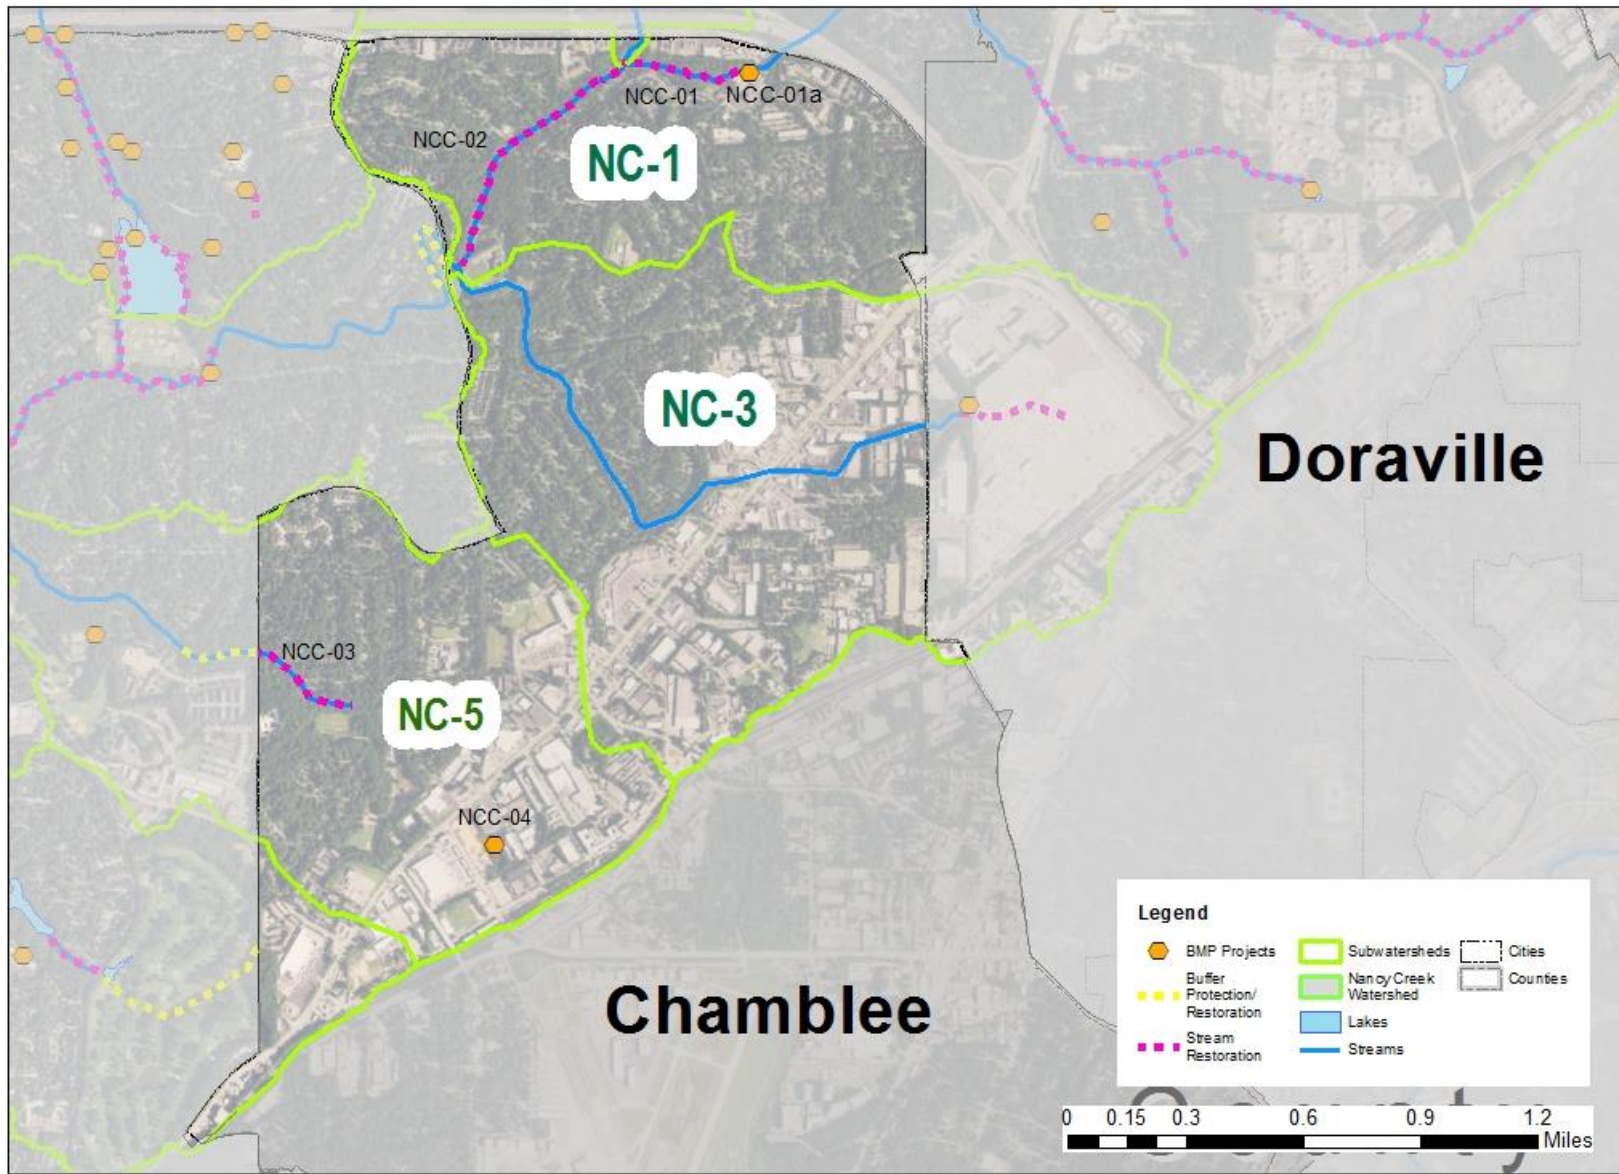 NCC-01
NCC-01a
NCC-02
NC-1
NC-3
Doraville
NCC-03
NC-5
NCC-04
Chamblee
Legend
BMP Projects
Buffer
Protection/
Restoration
Stream
Restoration
Subwatersheds
Nancy Creek
Watershed
Lakes
Streams
Cities
Counties
County
0 0.15 0.3 0.6 0.9 1.2
Miles